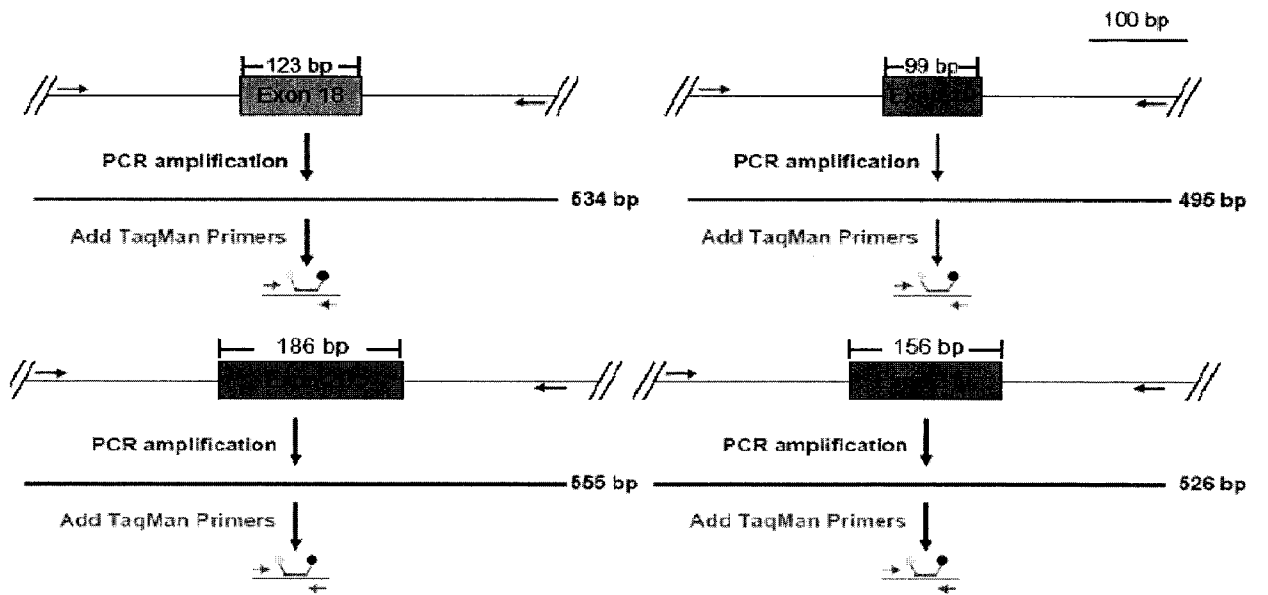 100 bp
123 bp
99 bp
Exon 18
PCR amplification
PCR amplification
534 bp
495 bp
Add TaqMan Primers
Add TaqMan Primers
186 bp
156 bp
PCR amplification
PCR amplification
555 bp
526 bp
Add TaqMan Primers
Add TaqMan Primers